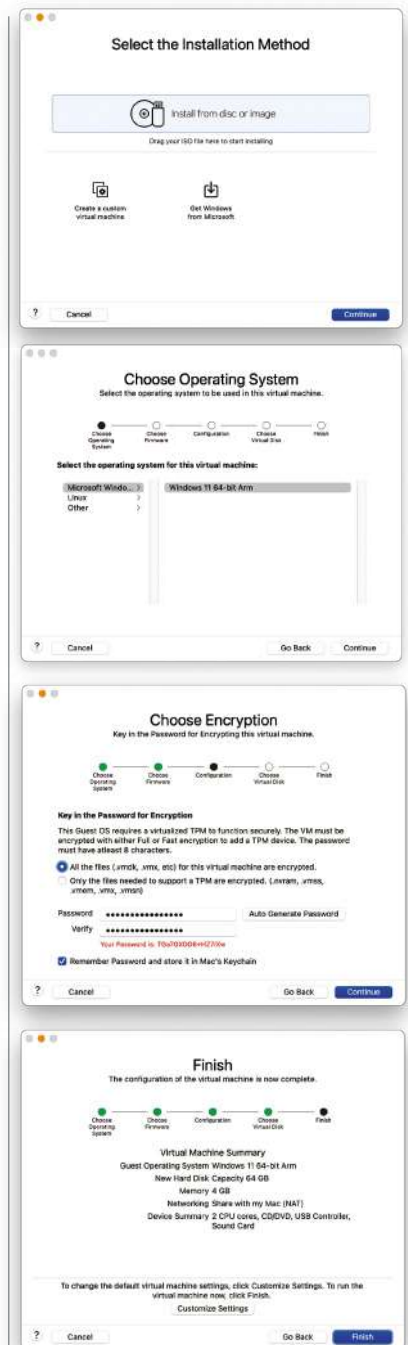 Select the Installation Method
Install from disc or image
Drag your ISO file here to start installing
Create a custom
virtual machine
Get Windows
from Microsoft
? Cancel Continue
Choose Operating System
Select the operating system to be used in this virtual machine.
Choose
Operating
System
Choose
Firmware
Configuration
Choose
Virtual Disk
Finish
Select the operating system for this virtual machine:
Microsoft Windo... > Windows 11 64-bit Arm
Linux >
Other >
? Cancel Go Back Continue
Choose Encryption
Key in the Password for Encrypting this virtual machine.
Choose
Operating
System
Choose
Firmware
Configuration
Choose
Virtual Disk
Finish
Key in the Password for Encryption
This Guest OS requires a virtualized TPM to function securely. The VM must be
encrypted with either Full or Fast encryption to add a TPM device. The password
must have atleast 8 characters.
All the files (.vmdk, .vmx, etc) for this virtual machine are encrypted.
Only the files needed to support a TPM are encrypted. (.nvram, .vmss,
.vmem, .vmx, .vmsn)
Password •••••••••••••••• Auto Generate Password
Verify ••••••••••••••••
Your Password is:
Remember Password and store it in Mac's Keychain
? Cancel Go Back Continue
Finish
The configuration of the virtual machine is now complete.
Choose
Operating
System
Choose
Firmware
Configuration
Choose
Virtual Disk
Finish
Virtual Machine Summary
Guest Operating System Windows 11 64-bit Arm
New Hard Disk Capacity 64 GB
Memory 4 GB
Networking Share with my Mac (NAT)
Device Summary 2 CPU cores, CD/DVD, USB Controller,
Sound Card
To change the default virtual machine settings, click Customize Settings. To run the
virtual machine now, click Finish.
Customize Settings
? Cancel Go Back Finish